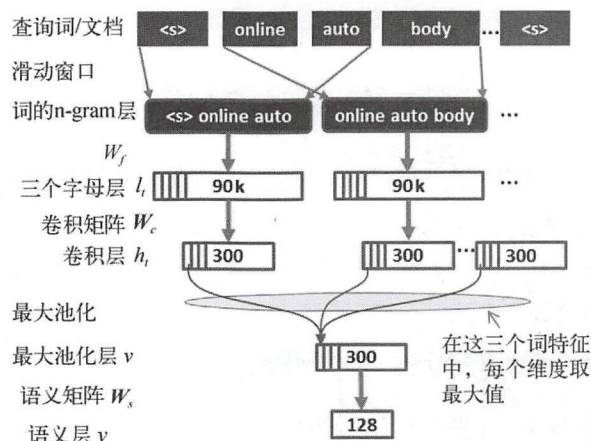 查询词/文档 <s> online auto body ... <s>
滑动窗口
词的n-gram层 <s> online auto online auto body ...
W_f
三个字母层 l_t 90k 90k ...
卷积矩阵 W_c
卷积层 h_t 300 300 ... 300
最大池化
在这三个词特征
中，每个维度取
最大值
最大池化层 v 300
语义矩阵 W_s
语义层 y 128